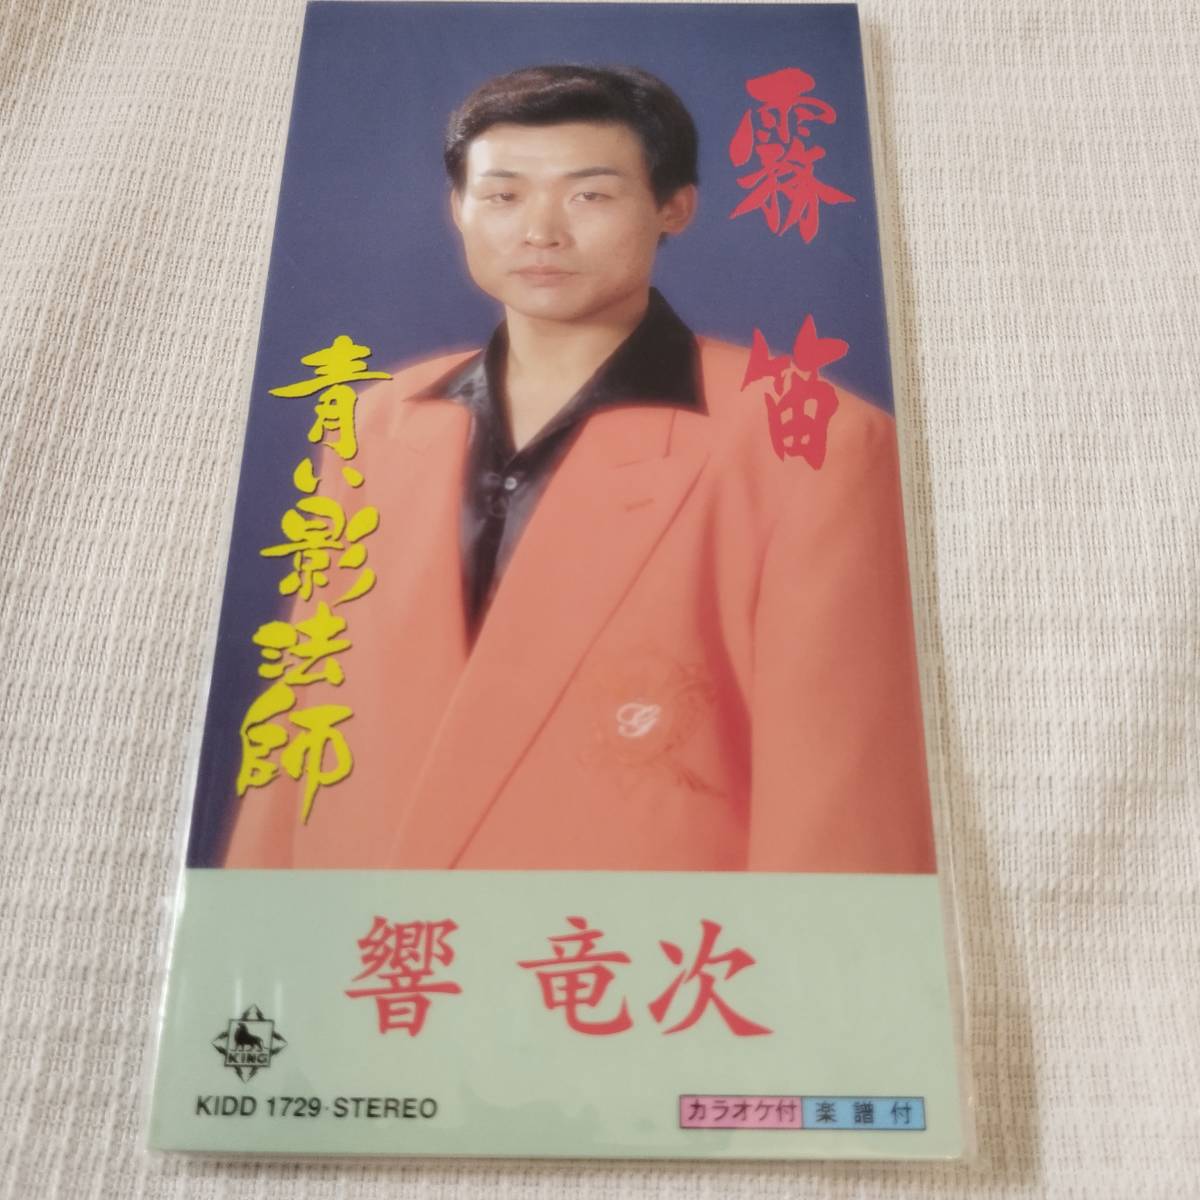 霧笛
青い影法師
響 竜次
KING
KIDD 1729·STEREO
カラオケ付 楽譜付
G